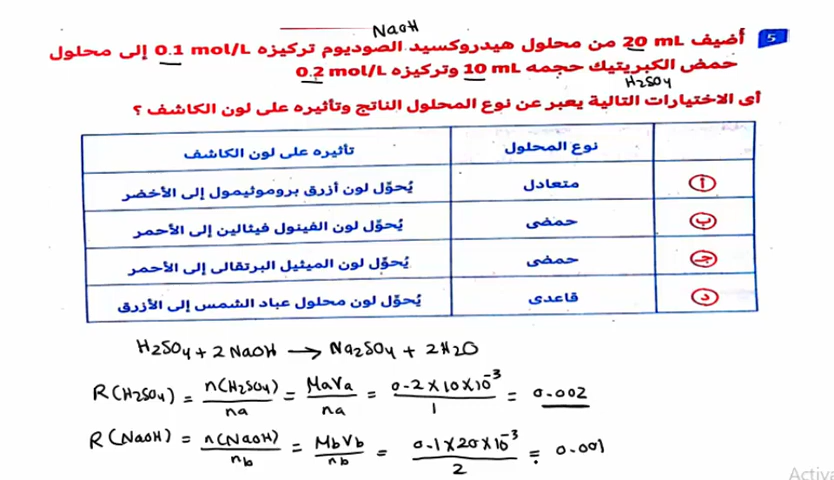 NaOH
5 أضيف 20 mL من محلول هيدروكسيد الصوديوم تركيزه 0.1 mol/L إلى محلول
حمض الكبريتيك حجمه 10 mL وتركيزه 0.2 mol/L
H2SO4
أى الاختيارات التالية يعبر عن نوع المحلول الناتج وتأثيره على لون الكاشف ؟
نوع المحلول تأثيره على لون الكاشف
أ متعادل يُحوِّل لون أزرق بروموثيمول إلى الأخضر
ب حمضى يُحوِّل لون الفينول فيثالين إلى الأحمر
جـ حمضى يُحوِّل لون الميثيل البرتقالى إلى الأحمر
د قاعدى يُحوِّل لون محلول عباد الشمس إلى الأزرق
H2SO4 + 2 NaOH → Na2SO4 + 2H2O
R(H2SO4) = n(H2SO4)/na = MaVa/na = 0.2 × 10 × 10^-3/1 = 0.002
R(NaOH) = n(NaOH)/nb = MbVb/nb = 0.1 × 20 × 10^-3/2 = 0.001
Activa